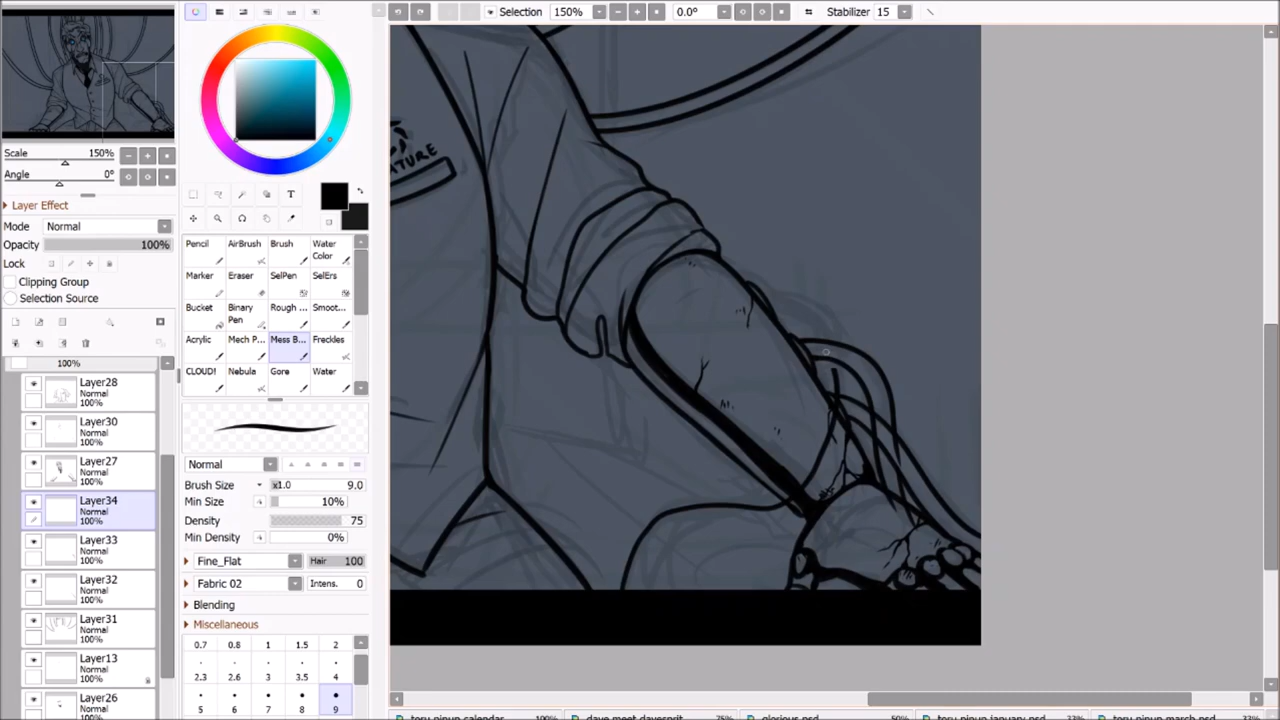 Selection 150% 0.0° Stabilizer 15
Scale 150%
Angle 0°
Layer Effect
Mode Normal
Opacity 100%
Lock
Clipping Group
Selection Source
100%
Layer28
Normal
100%
Layer30
Normal
100%
Layer27
Normal
100%
Layer34
Normal
100%
Layer33
Normal
100%
Layer32
Normal
100%
Layer31
Normal
100%
Layer13
Normal
100%
Layer26
Normal
T
Pencil AirBrush Brush Water Color
Marker Eraser SelPen SelErs
Bucket Binary Pen Rough ... Smoot...
Acrylic Mech P... Mess B... Freckles
CLOUD! Nebula Gore Water
Normal
Brush Size x1.0 9.0
Min Size 10%
Density 75
Min Density 0%
Fine_Flat Hair 100
Fabric 02 Intens. 0
Blending
Miscellaneous
0.7 0.8 1 1.5 2
2.3 2.6 3 3.5 4
5 6 7 8 9
ATURE
toru pinup calendar 100% dave meet davesprit 75% glorious.psd 50% toru pinup january.psd 33% toru pinup march.psd 33%